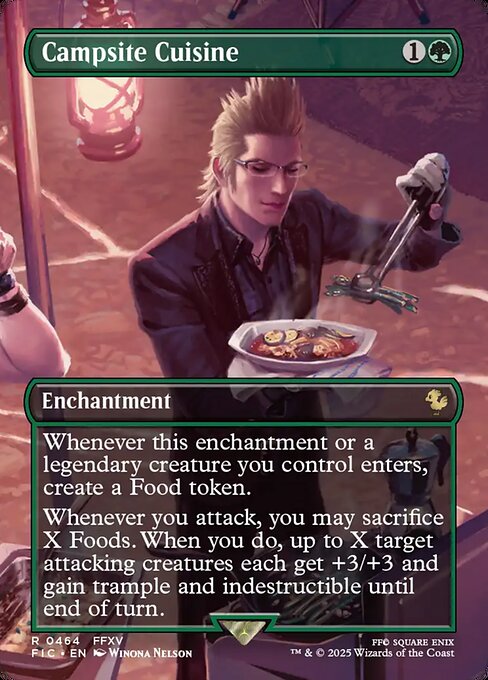 Campsite Cuisine 1
Enchantment
Whenever this enchantment or a
legendary creature you control enters,
create a Food token.
Whenever you attack, you may sacrifice
X Foods. When you do, up to X target
attacking creatures each get +3/+3 and
gain trample and indestructible until
end of turn.
R 0464 FFXV
FIC • EN Winona Nelson
FF© SQUARE ENIX
™ & © 2025 Wizards of the Coast